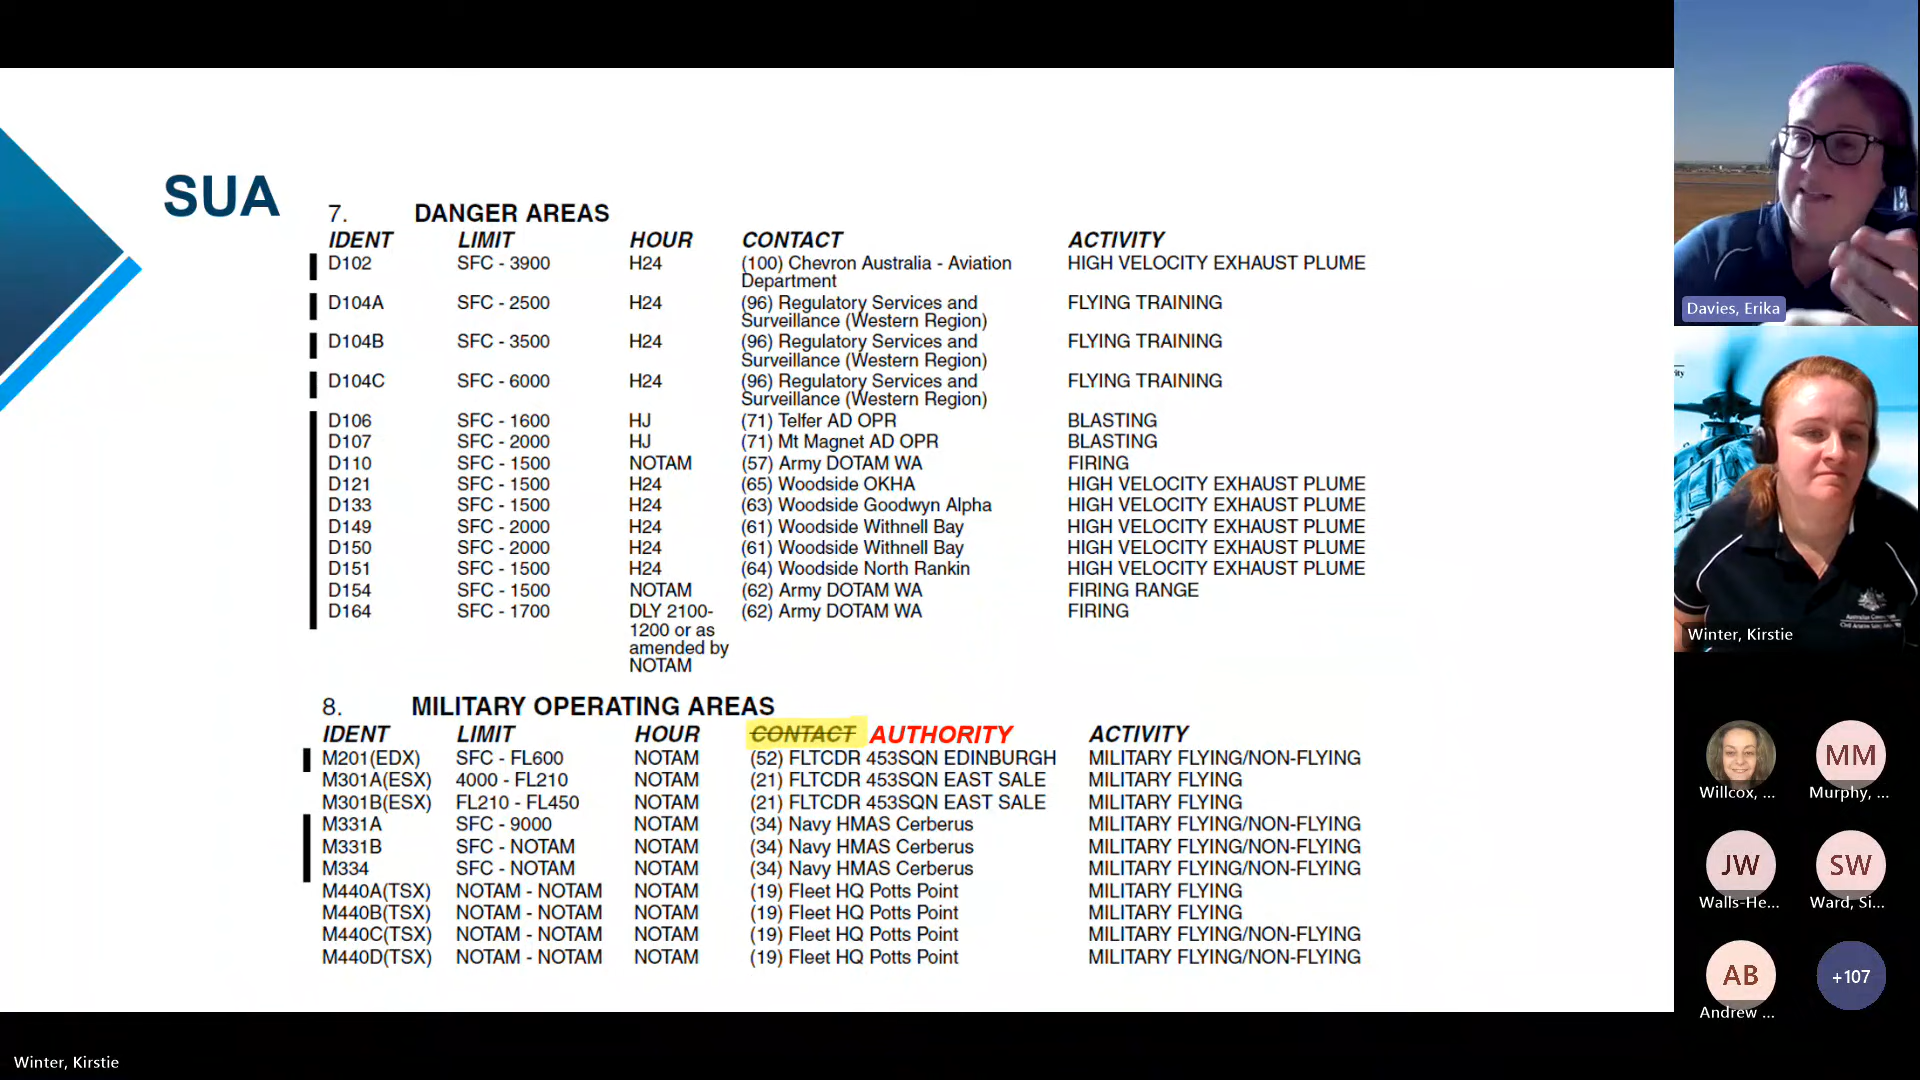 SUA
7. DANGER AREAS
IDENT LIMIT HOUR CONTACT ACTIVITY
D102 SFC - 3900 H24 (100) Chevron Australia - Aviation HIGH VELOCITY EXHAUST PLUME
Department
D104A SFC - 2500 H24 (96) Regulatory Services and FLYING TRAINING
Surveillance (Western Region)
D104B SFC - 3500 H24 (96) Regulatory Services and FLYING TRAINING
Surveillance (Western Region)
D104C SFC - 6000 H24 (96) Regulatory Services and FLYING TRAINING
Surveillance (Western Region)
D106 SFC - 1600 HJ (71) Telfer AD OPR BLASTING
D107 SFC - 2000 HJ (71) Mt Magnet AD OPR BLASTING
D110 SFC - 1500 NOTAM (57) Army DOTAM WA FIRING
D121 SFC - 1500 H24 (65) Woodside OKHA HIGH VELOCITY EXHAUST PLUME
D133 SFC - 1500 H24 (63) Woodside Goodwyn Alpha HIGH VELOCITY EXHAUST PLUME
D149 SFC - 2000 H24 (61) Woodside Withnell Bay HIGH VELOCITY EXHAUST PLUME
D150 SFC - 2000 H24 (61) Woodside Withnell Bay HIGH VELOCITY EXHAUST PLUME
D151 SFC - 1500 H24 (64) Woodside North Rankin HIGH VELOCITY EXHAUST PLUME
D154 SFC - 1500 NOTAM (62) Army DOTAM WA FIRING RANGE
D164 SFC - 1700 DLY 2100- (62) Army DOTAM WA FIRING
1200 or as
amended by
NOTAM
8. MILITARY OPERATING AREAS
IDENT LIMIT HOUR CONTACT AUTHORITY ACTIVITY
M201(EDX) SFC - FL600 NOTAM (52) FLTCDR 453SQN EDINBURGH MILITARY FLYING/NON-FLYING
M301A(ESX) 4000 - FL210 NOTAM (21) FLTCDR 453SQN EAST SALE MILITARY FLYING
M301B(ESX) FL210 - FL450 NOTAM (21) FLTCDR 453SQN EAST SALE MILITARY FLYING
M331A SFC - 9000 NOTAM (34) Navy HMAS Cerberus MILITARY FLYING/NON-FLYING
M331B SFC - NOTAM NOTAM (34) Navy HMAS Cerberus MILITARY FLYING/NON-FLYING
M334 SFC - NOTAM NOTAM (34) Navy HMAS Cerberus MILITARY FLYING/NON-FLYING
M440A(TSX) NOTAM - NOTAM NOTAM (19) Fleet HQ Potts Point MILITARY FLYING
M440B(TSX) NOTAM - NOTAM NOTAM (19) Fleet HQ Potts Point MILITARY FLYING
M440C(TSX) NOTAM - NOTAM NOTAM (19) Fleet HQ Potts Point MILITARY FLYING/NON-FLYING
M440D(TSX) NOTAM - NOTAM NOTAM (19) Fleet HQ Potts Point MILITARY FLYING/NON-FLYING
Davies, Erika
Winter, Kirstie
MM
Willcox, ... Murphy, ...
JW SW
Walls-He... Ward, Si...
AB +107
Andrew ...
Winter, Kirstie